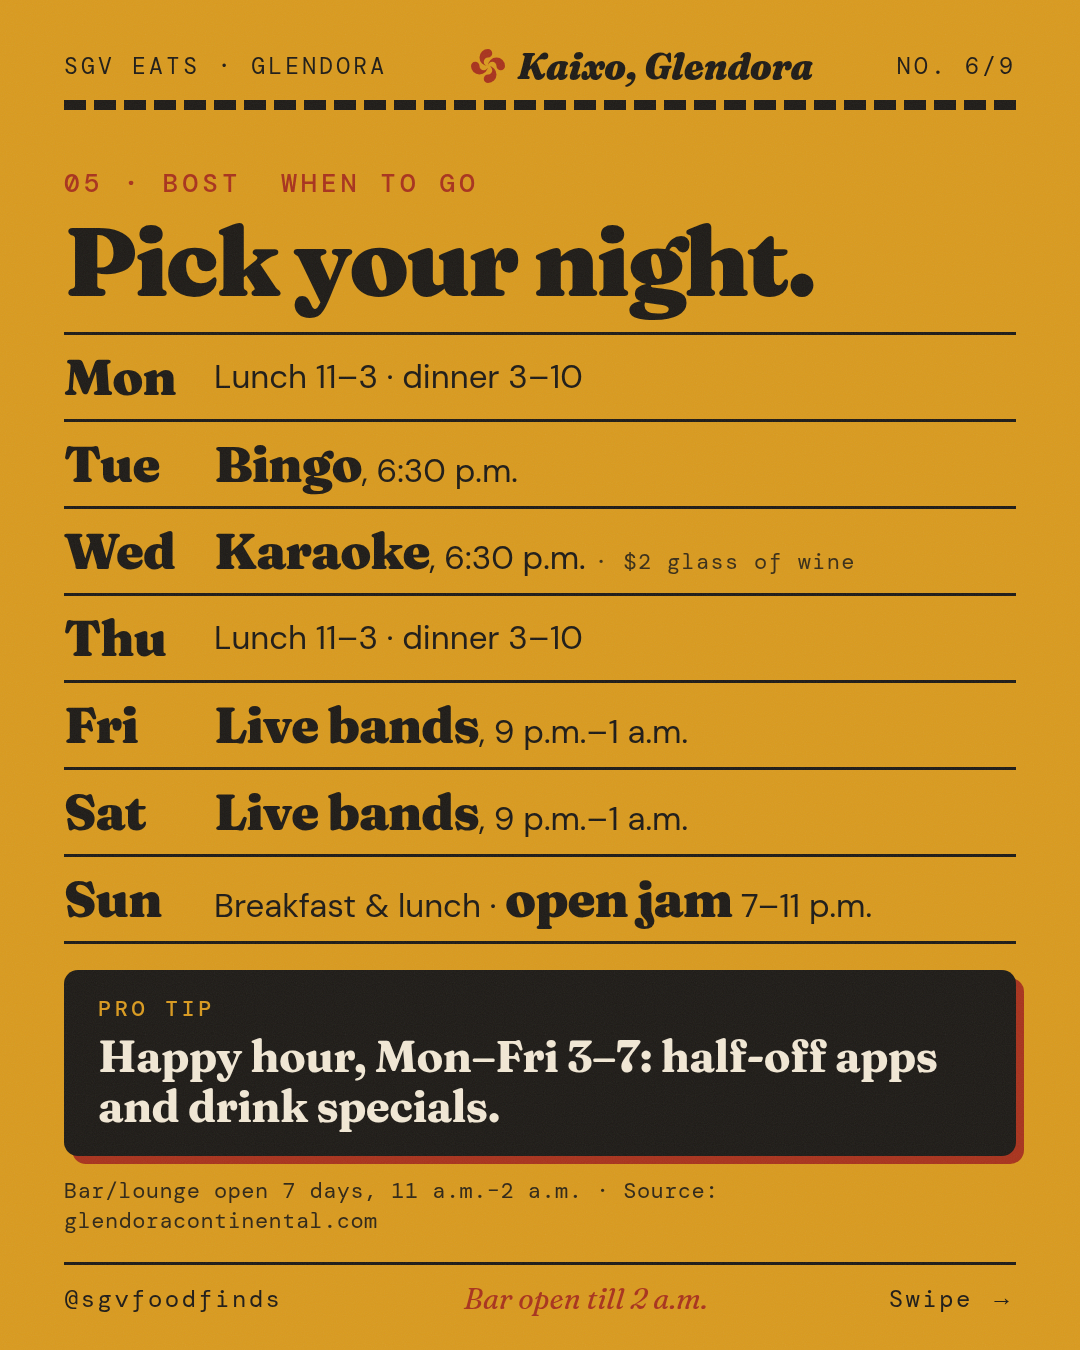 SGV EATS · GLENDORA
Kaixo, Glendora
NO. 6/9
05 · BOST WHEN TO GO
Pick your night.
Mon Lunch 11–3 · dinner 3–10
Tue Bingo, 6:30 p.m.
Wed Karaoke, 6:30 p.m. · $2 glass of wine
Thu Lunch 11–3 · dinner 3–10
Fri Live bands, 9 p.m.–1 a.m.
Sat Live bands, 9 p.m.–1 a.m.
Sun Breakfast & lunch · open jam 7–11 p.m.
PRO TIP
Happy hour, Mon–Fri 3–7: half-off apps
and drink specials.
Bar/lounge open 7 days, 11 a.m.–2 a.m. · Source:
glendoracontinental.com
@sgvfoodfinds
Bar open till 2 a.m.
Swipe →